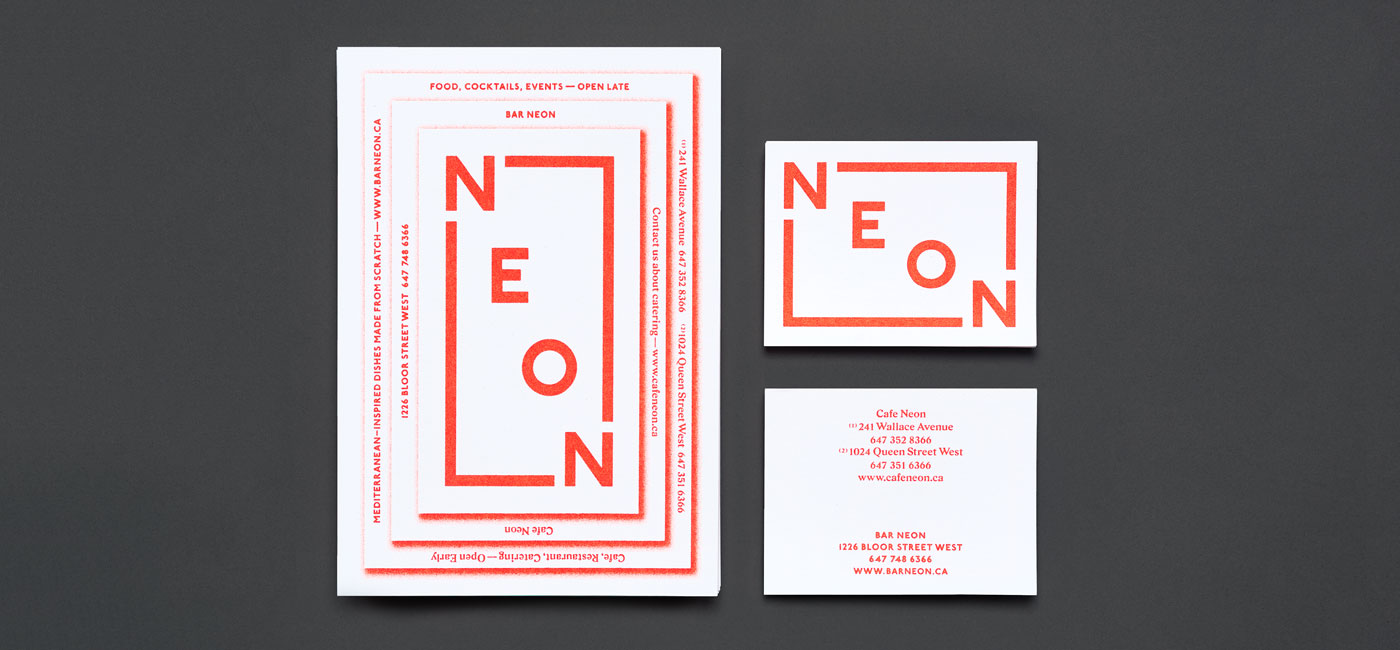 FOOD, COCKTAILS, EVENTS — OPEN LATE
BAR NEON
MEDITERRANEAN-INSPIRED DISHES MADE FROM SCRATCH — WWW.BARNEON.CA
1226 BLOOR STREET WEST 647 748 6366
N
E
O
N
Contact us about catering — www.cafeneon.ca
(1) 241 Wallace Avenue 647 352 8366 (2) 1024 Queen Street West 647 351 6366
Cafe Neon
Cafe, Restaurant, Catering — Open Early
N
E
O
N
Cafe Neon
(1) 241 Wallace Avenue
647 352 8366
(2) 1024 Queen Street West
647 351 6366
www.cafeneon.ca
BAR NEON
1226 BLOOR STREET WEST
647 748 6366
WWW.BARNEON.CA